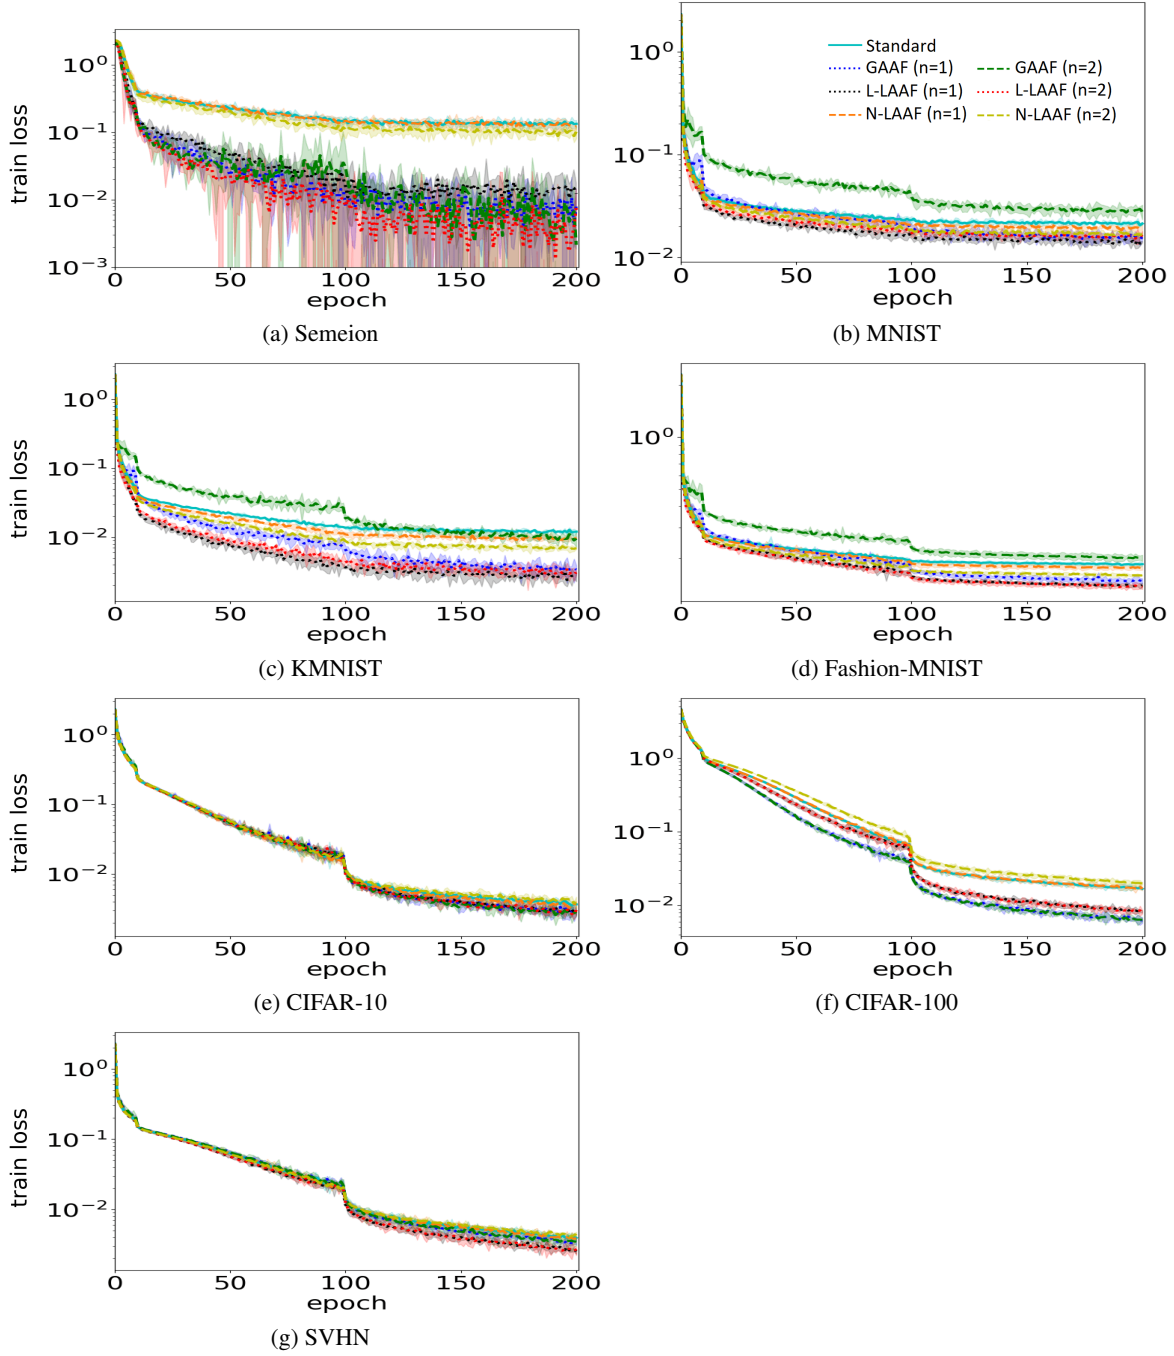 train loss
10⁰
10⁻¹
10⁻²
10⁻³
0 50 100 150 200
epoch
(a) Semeion
10⁰
10⁻¹
10⁻²
0 50 100 150 200
epoch
Standard
GAAF (n=1) GAAF (n=2)
L-LAAF (n=1) L-LAAF (n=2)
N-LAAF (n=1) N-LAAF (n=2)
(b) MNIST
train loss
10⁰
10⁻¹
10⁻²
0 50 100 150 200
epoch
(c) KMNIST
10⁰
0 50 100 150 200
epoch
(d) Fashion-MNIST
train loss
10⁰
10⁻¹
10⁻²
0 50 100 150 200
epoch
(e) CIFAR-10
10⁰
10⁻¹
10⁻²
0 50 100 150 200
epoch
(f) CIFAR-100
train loss
10⁰
10⁻¹
10⁻²
0 50 100 150 200
epoch
(g) SVHN